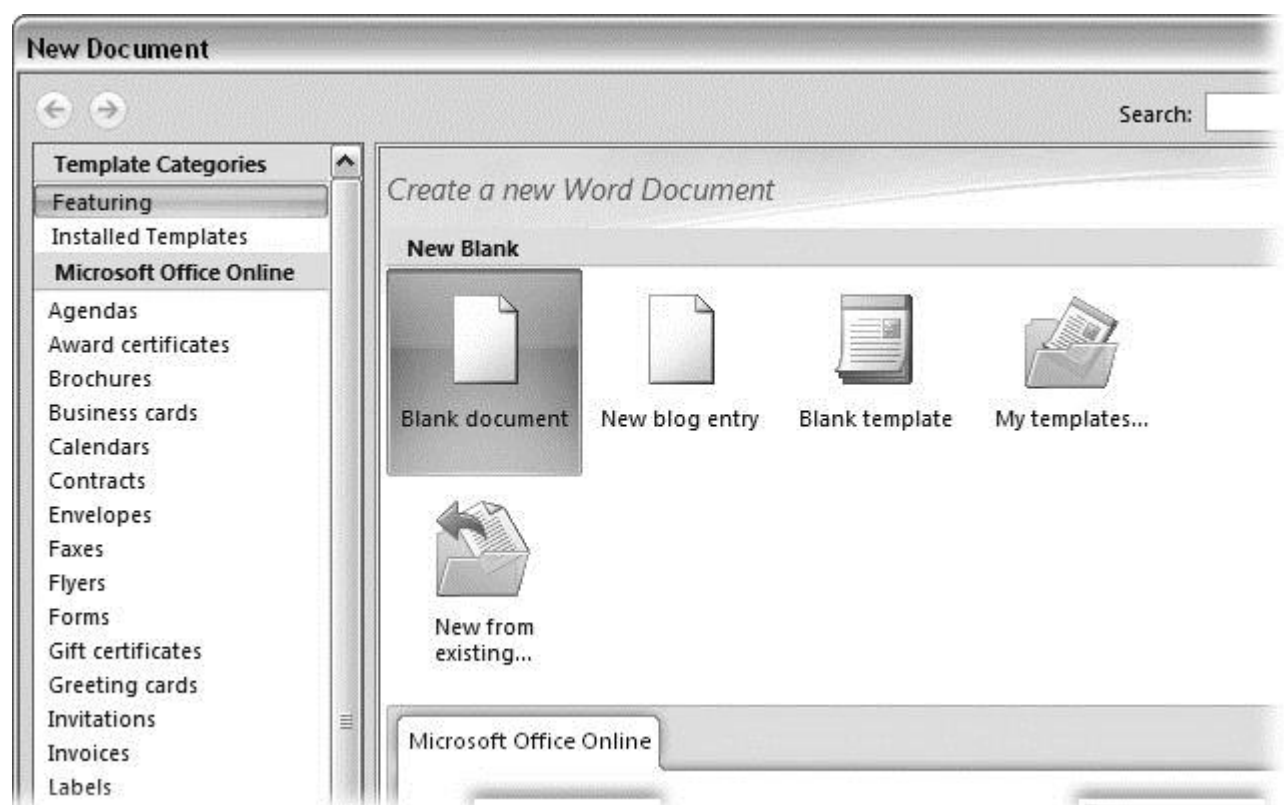 New Document
Search:
Template Categories
Featuring
Installed Templates
Microsoft Office Online
Agendas
Award certificates
Brochures
Business cards
Calendars
Contracts
Envelopes
Faxes
Flyers
Forms
Gift certificates
Greeting cards
Invitations
Invoices
Labels
Create a new Word Document
New Blank
Blank document
New blog entry
Blank template
My templates...
New from
existing...
Microsoft Office Online